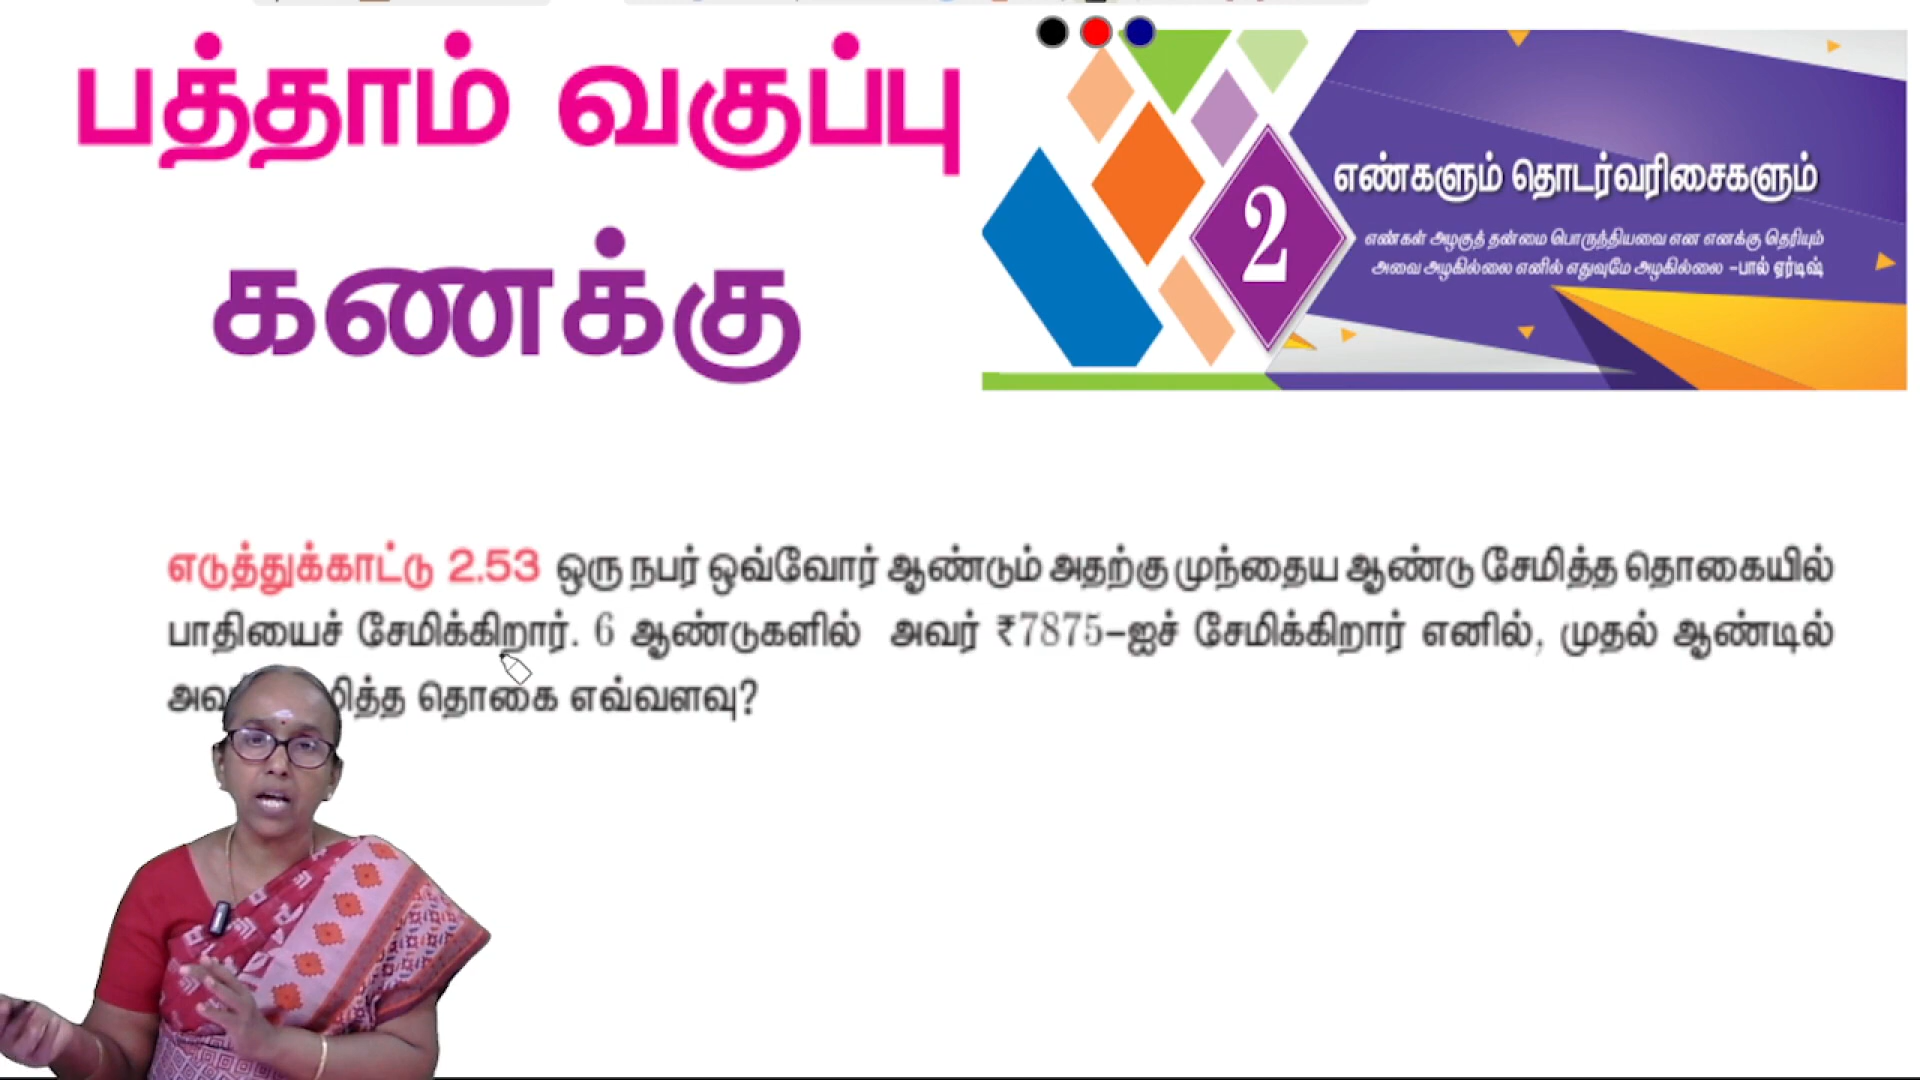 பத்தாம் வகுப்பு
கணக்கு
2
எண்களும் தொடர்வரிசைகளும்
எண்கள் அழகுத் தன்மை பொருந்தியவை என எனக்கு தெரியும்
அவை அழகில்லை எனில் எதுவுமே அழகில்லை -பால் ஏர்டிஷ்
எடுத்துக்காட்டு 2.53 ஒரு நபர் ஒவ்வோர் ஆண்டும் அதற்கு முந்தைய ஆண்டு சேமித்த தொகையில்
பாதியைச் சேமிக்கிறார். 6 ஆண்டுகளில் அவர் ₹7875-ஐச் சேமிக்கிறார் எனில், முதல் ஆண்டில்
தொகை எவ்வளவு?